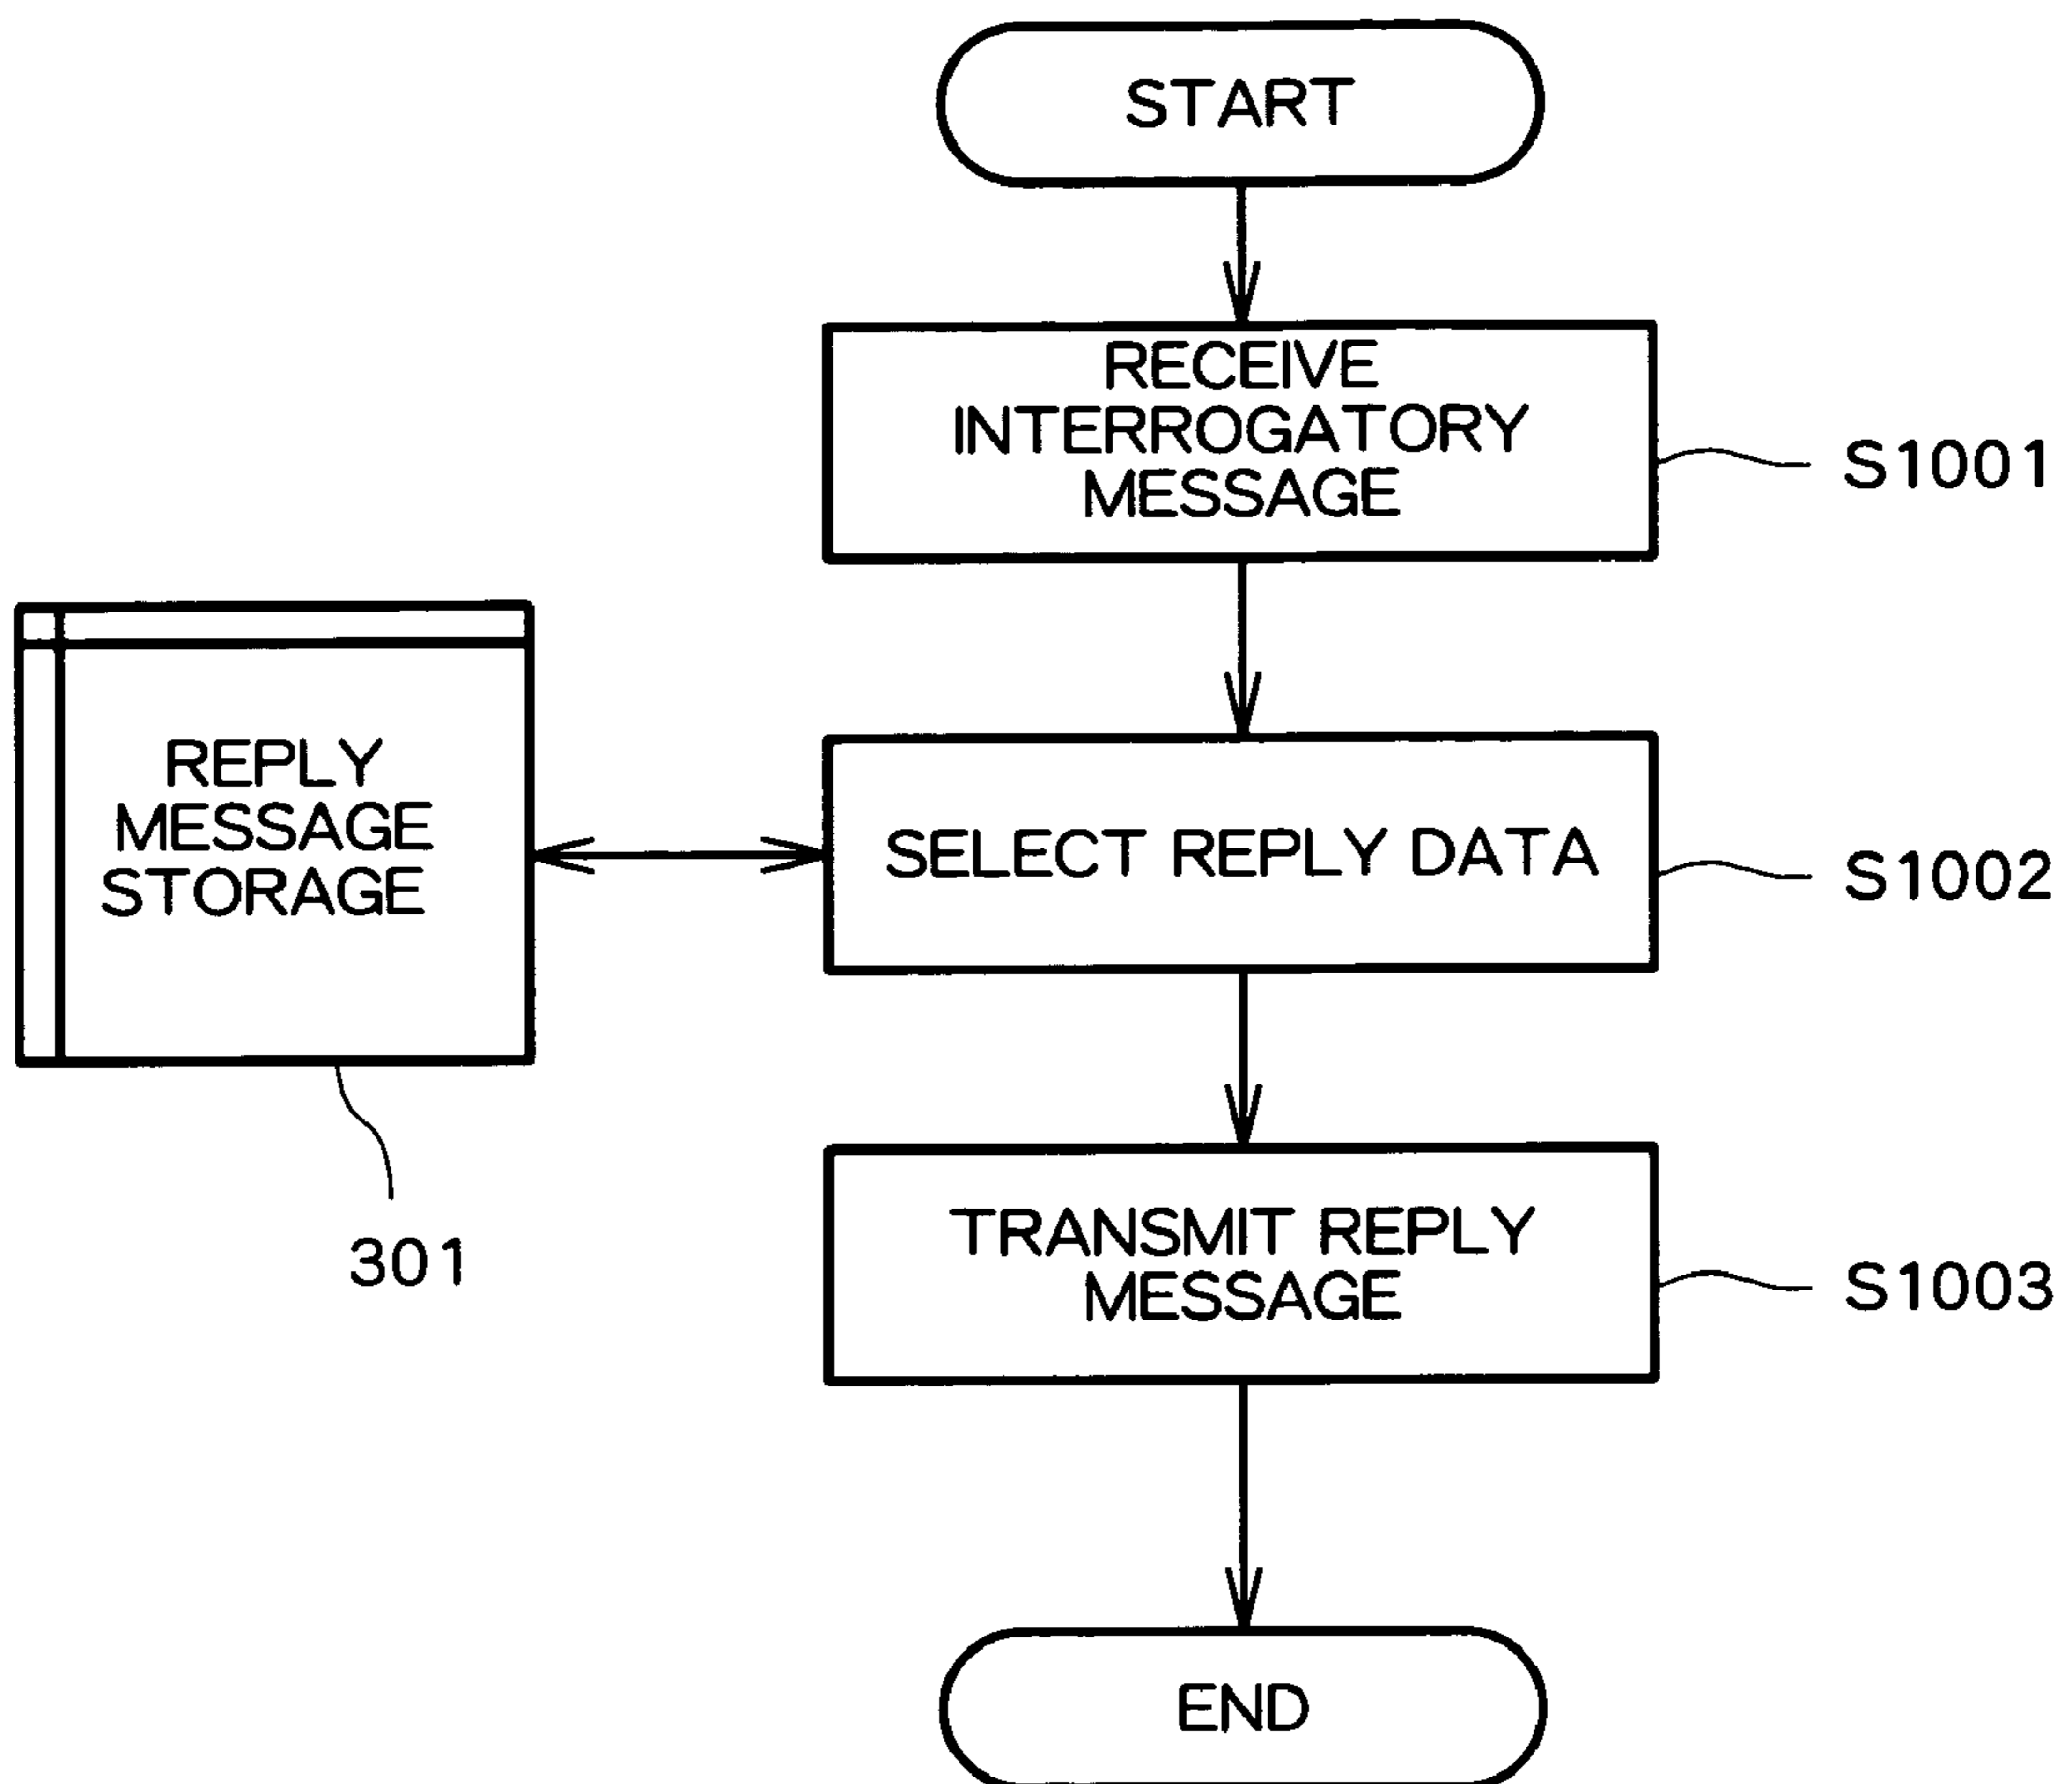 START
RECEIVE
INTERROGATORY
MESSAGE
S1001
REPLY
MESSAGE
STORAGE
301
SELECT REPLY DATA
S1002
TRANSMIT REPLY
MESSAGE
S1003
END